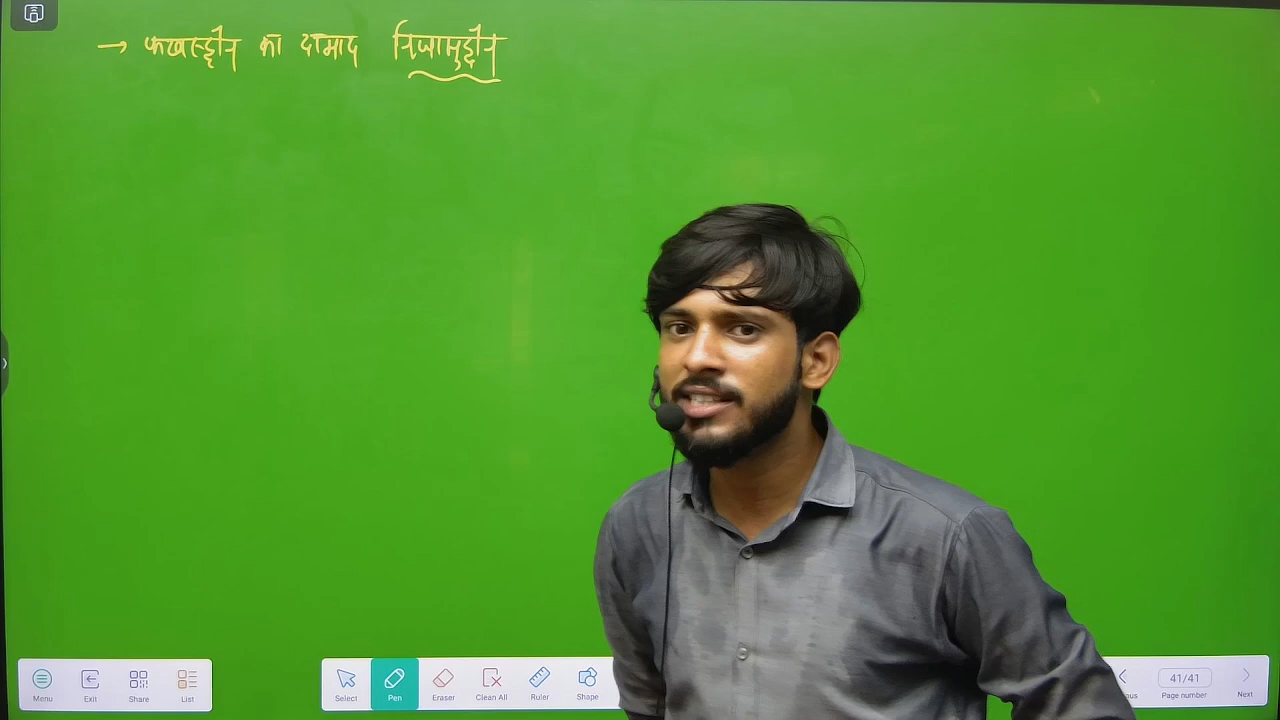 → फखरुद्दीन का दामाद निजामुद्दीन
Menu Exit Share List
Select Pen Eraser Clean All Ruler Shape
41/41
Page number Next